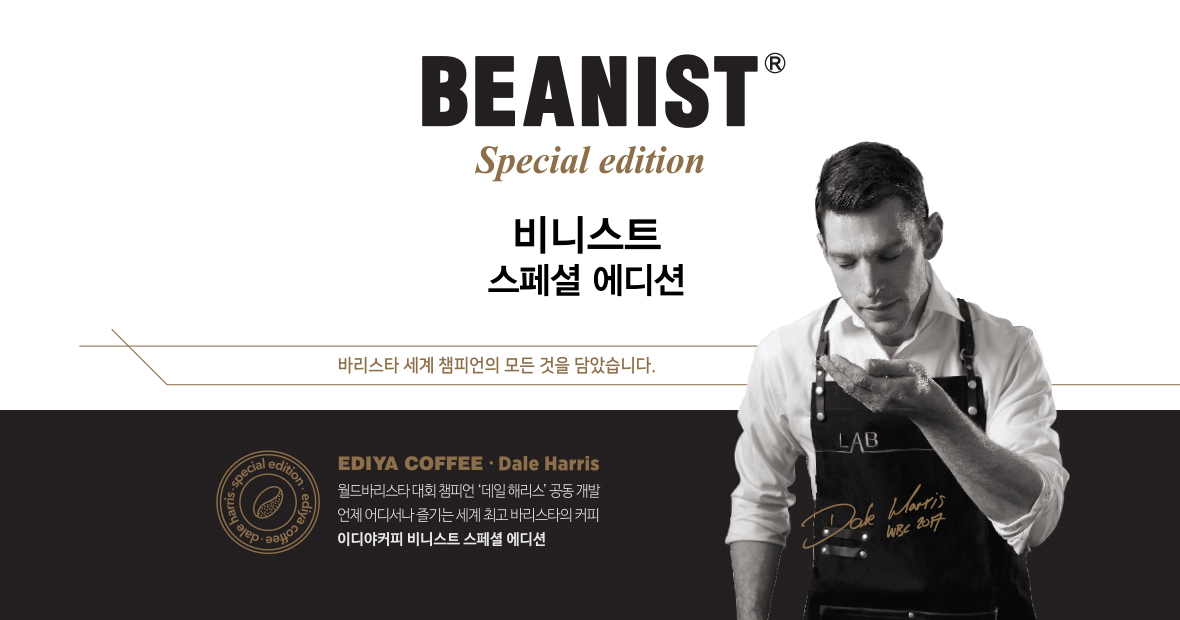 BEANIST®
Special edition
비니스트
스페셜 에디션
바리스타 세계 챔피언의 모든 것을 담았습니다.
EDIYA COFFEE · Dale Harris
월드바리스타 대회 챔피언 ‘데일 해리스’ 공동 개발
언제 어디서나 즐기는 세계 최고 바리스타의 커피
이디야커피 비니스트 스페셜 에디션
special edition · ediya coffee · dale harris ·
LAB
Dale Harris
WBC 2017